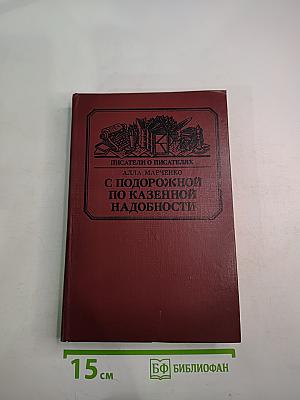 ПИСАТЕЛИ О ПИСАТЕЛЯХ
АЛЛА МАРЧЕНКО
С ПОДОРОЖНОЙ
ПО КАЗЕННОЙ
НАДОБНОСТИ
15 см
БФ БИБЛИОФАН